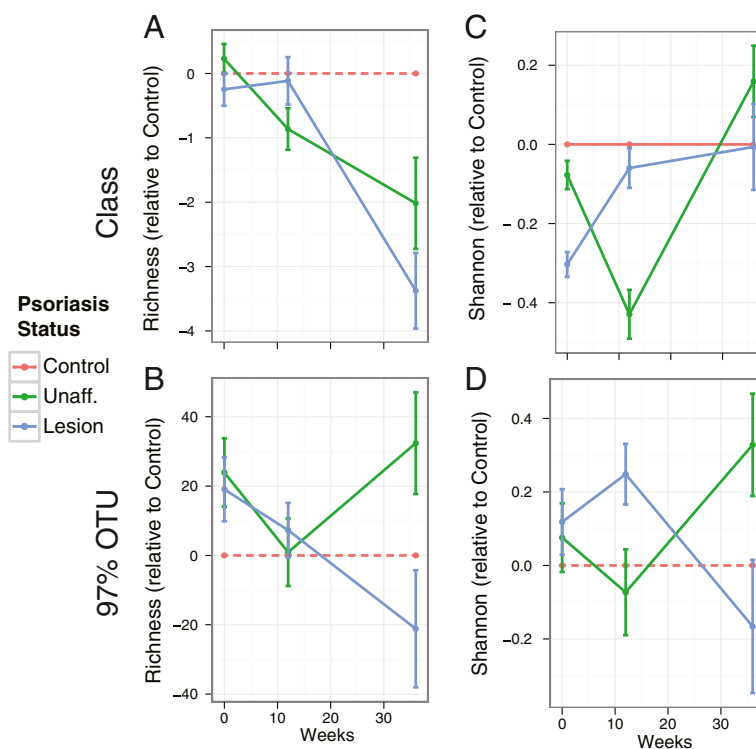 A
Class
Richness (relative to Control)
0
−1
−2
−3
−4
C
Shannon (relative to Control)
0.2
0.0
−0.2
−0.4
Psoriasis
Status
Control
Unaff.
Lesion
B
97% OTU
Richness (relative to Control)
40
20
0
−20
−40
0 10 20 30
Weeks
D
Shannon (relative to Control)
0.4
0.2
0.0
−0.2
0 10 20 30
Weeks